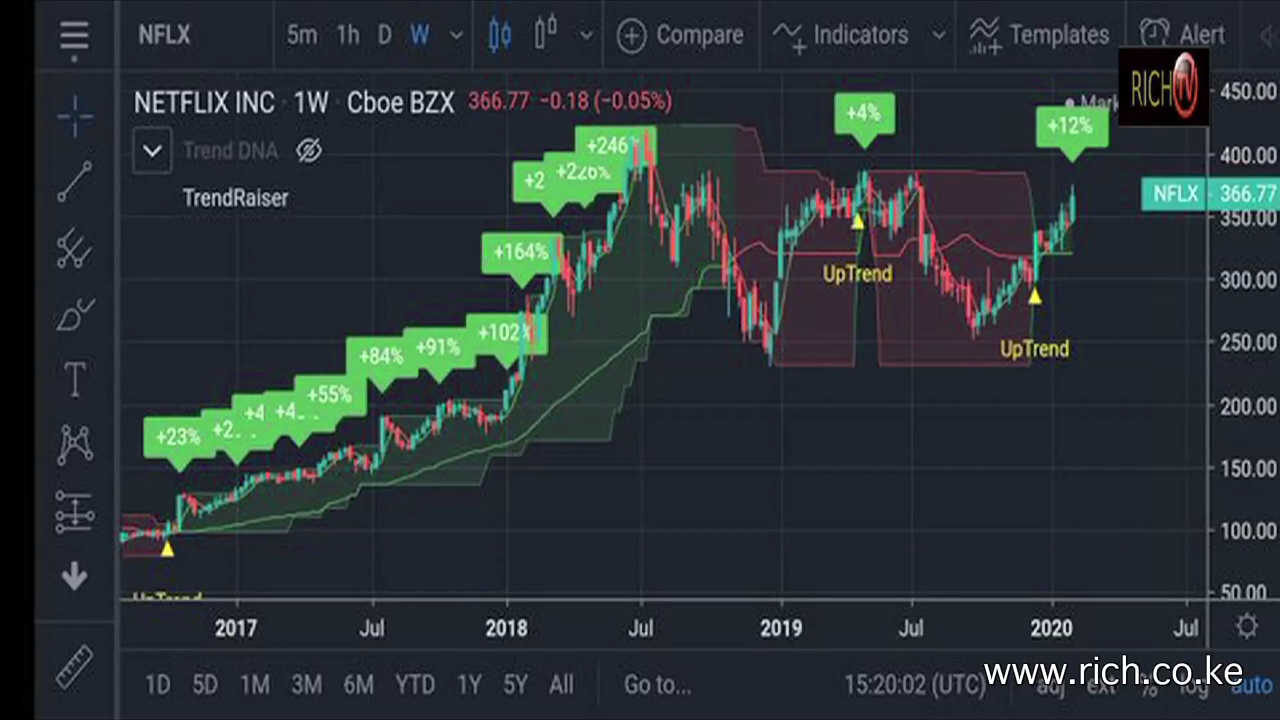 NFLX 5m 1h D W Compare Indicators Templates Alert
RICH TV
NETFLIX INC · 1W Cboe BZX 366.77 −0.18 (−0.05%)
Trend DNA
TrendRaiser
+23%
+55%
+84%
+91%
+102%
+164%
+226%
+246%
+4%
+12%
UpTrend
UpTrend
UpTrend
450.00
400.00
NFLX 366.77
350.00
300.00
250.00
200.00
150.00
100.00
50.00
2017 Jul 2018 Jul 2019 Jul 2020 Jul
1D 5D 1M 3M 6M YTD 1Y 5Y All Go to... 15:20:02 (UTC) adj ext % log auto
www.rich.co.ke